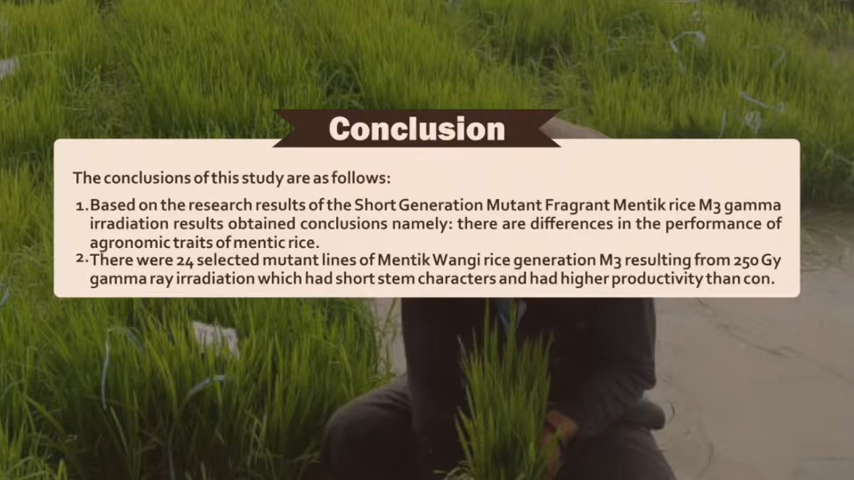 Conclusion
The conclusions of this study are as follows:
1. Based on the research results of the Short Generation Mutant Fragrant Mentik rice M3 gamma
irradiation results obtained conclusions namely: there are differences in the performance of
agronomic traits of mentic rice.
2. There were 24 selected mutant lines of Mentik Wangi rice generation M3 resulting from 250 Gy
gamma ray irradiation which had short stem characters and had higher productivity than con.